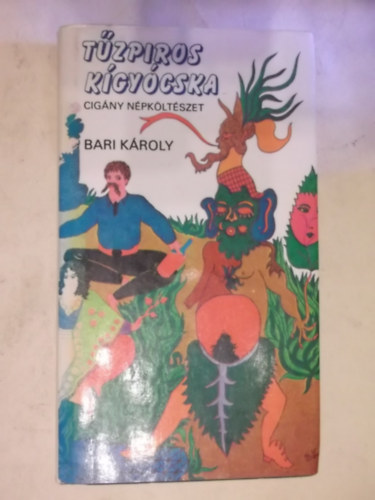 TŰZPIROS
KÍGYÓCSKA
CIGÁNY NÉPKÖLTÉSZET
BARI KÁROLY